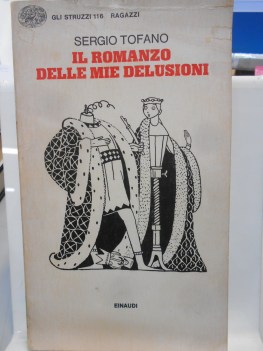 GLI STRUZZI 116 RAGAZZI
SERGIO TOFANO
IL ROMANZO
DELLE MIE DELUSIONI
EINAUDI